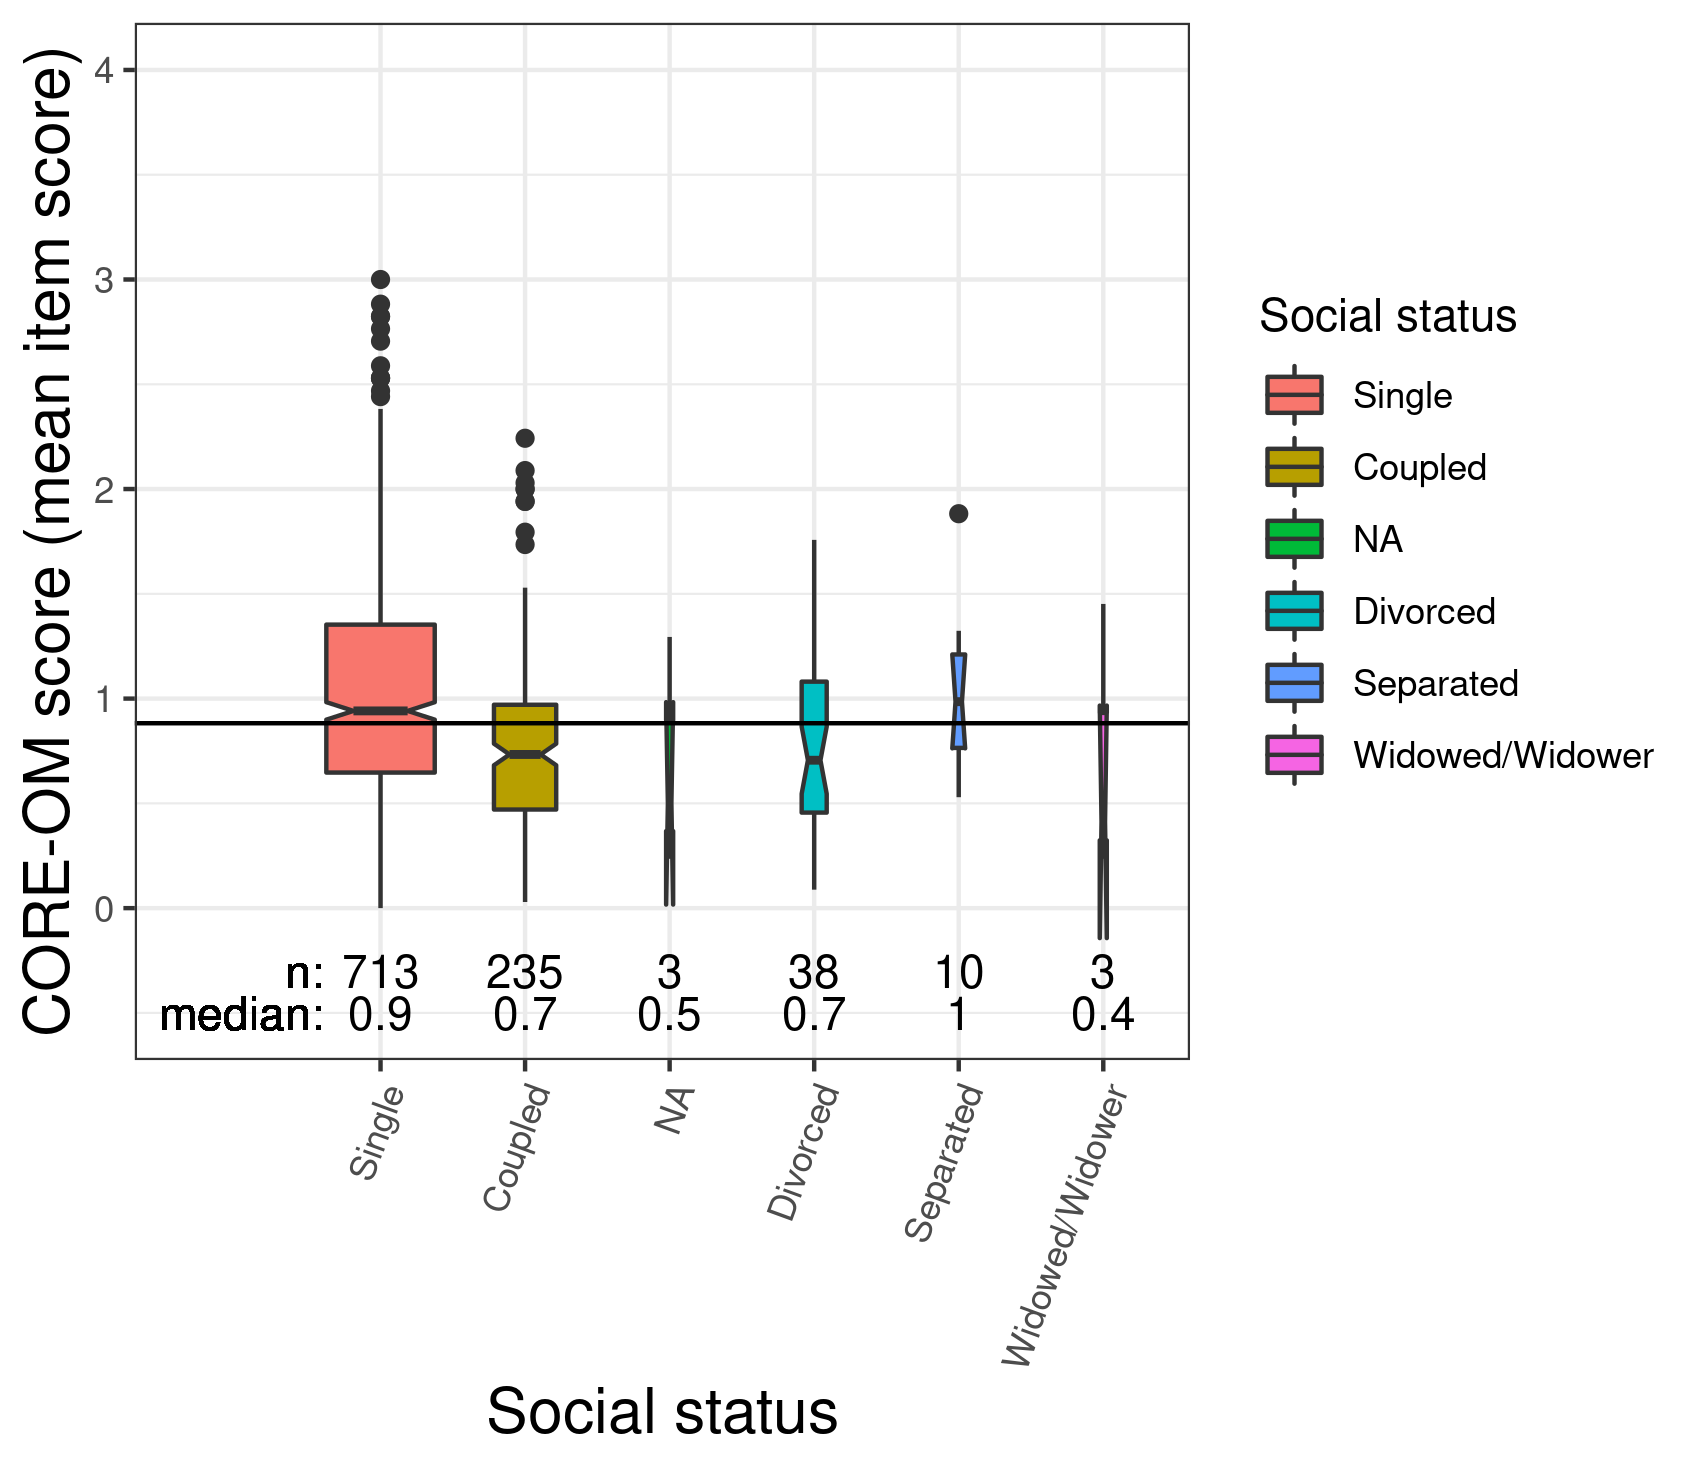 CORE-OM score (mean item score)
4
3
2
1
0
n: 713 235 3 38 10 3
median: 0.9 0.7 0.5 0.7 1 0.4
Single
Coupled
NA
Divorced
Separated
Widowed/Widower
Social status
Social status
Single
Coupled
NA
Divorced
Separated
Widowed/Widower